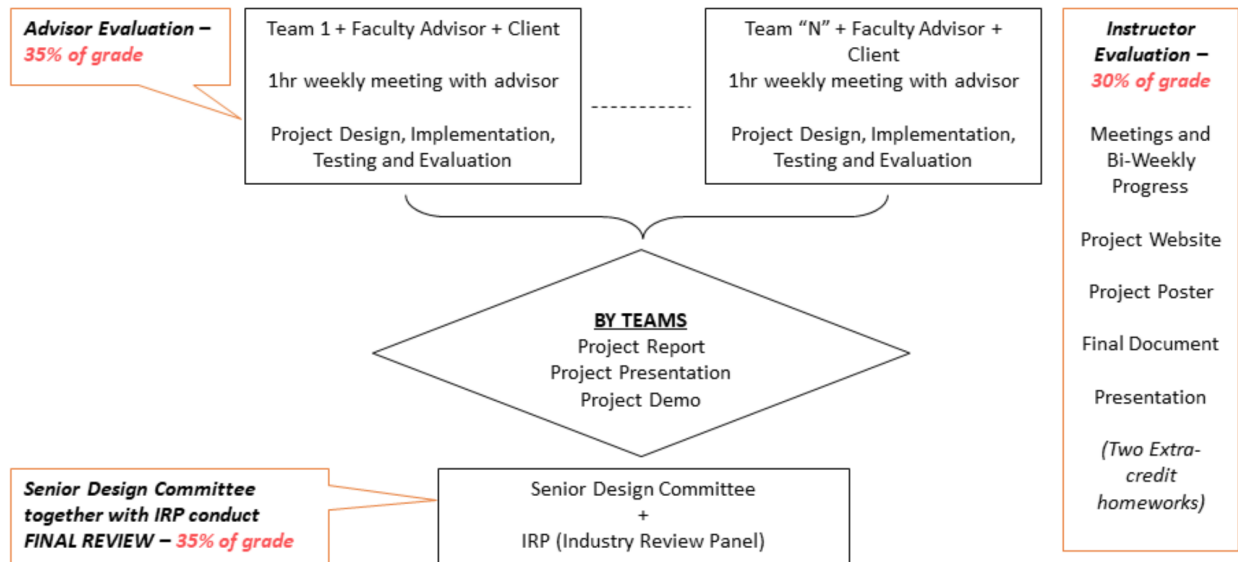 Advisor Evaluation –
35% of grade
Team 1 + Faculty Advisor + Client
1hr weekly meeting with advisor
Project Design, Implementation,
Testing and Evaluation
Team “N” + Faculty Advisor +
Client
1hr weekly meeting with advisor
Project Design, Implementation,
Testing and Evaluation
Instructor
Evaluation –
30% of grade
Meetings and
Bi-Weekly
Progress
Project Website
Project Poster
Final Document
Presentation
(Two Extra-
credit
homeworks)
BY TEAMS
Project Report
Project Presentation
Project Demo
Senior Design Committee
together with IRP conduct
FINAL REVIEW – 35% of grade
Senior Design Committee
+
IRP (Industry Review Panel)